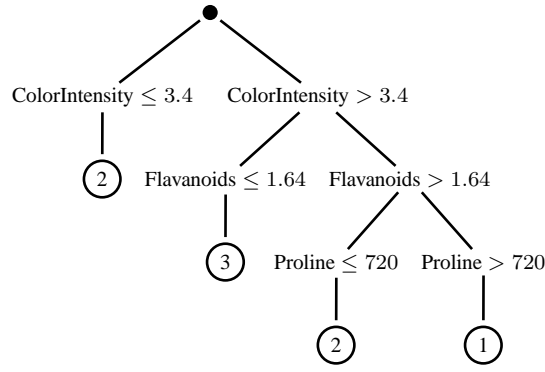 ColorIntensity ≤ 3.4
ColorIntensity > 3.4
2
Flavanoids ≤ 1.64
Flavanoids > 1.64
3
Proline ≤ 720
Proline > 720
2
1